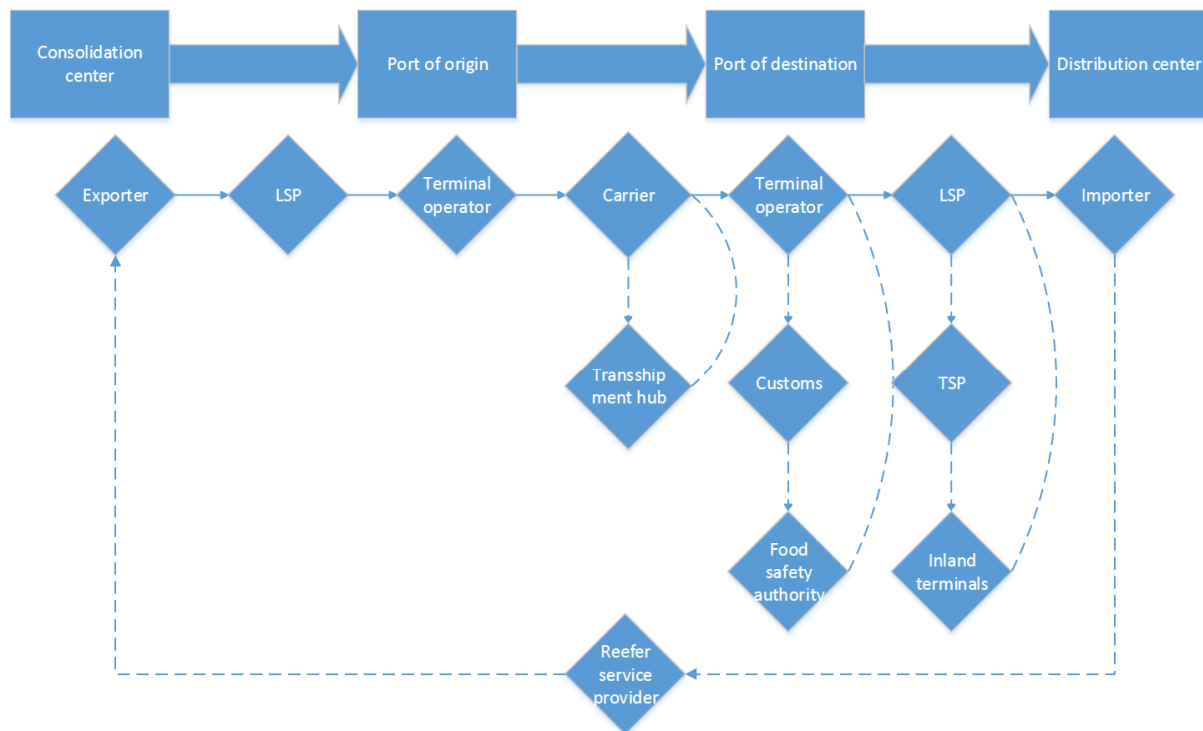 Consolidation
center
Port of origin
Port of destination
Distribution center
Exporter
LSP
Terminal
operator
Carrier
Terminal
operator
LSP
Importer
Transship
ment hub
Customs
TSP
Food
safety
authority
Inland
terminals
Reefer
service
provider